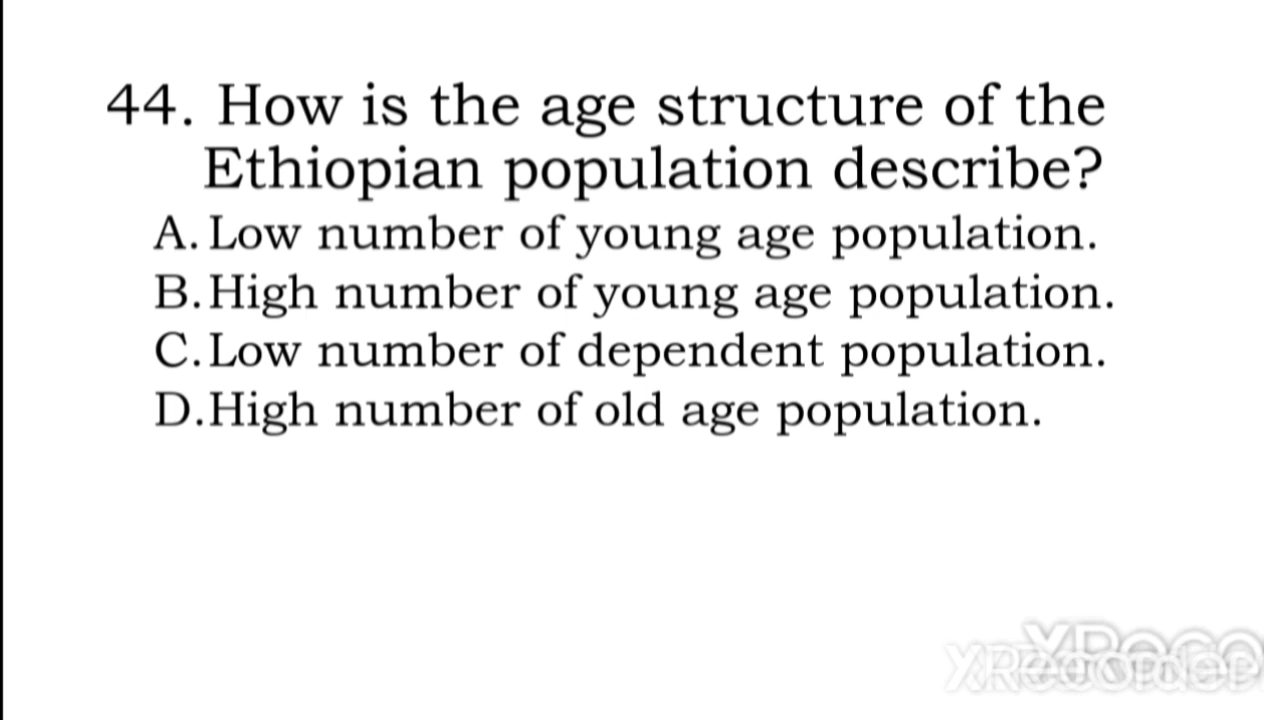 44. How is the age structure of the
Ethiopian population describe?
A. Low number of young age population.
B. High number of young age population.
C. Low number of dependent population.
D. High number of old age population.
XRecorder